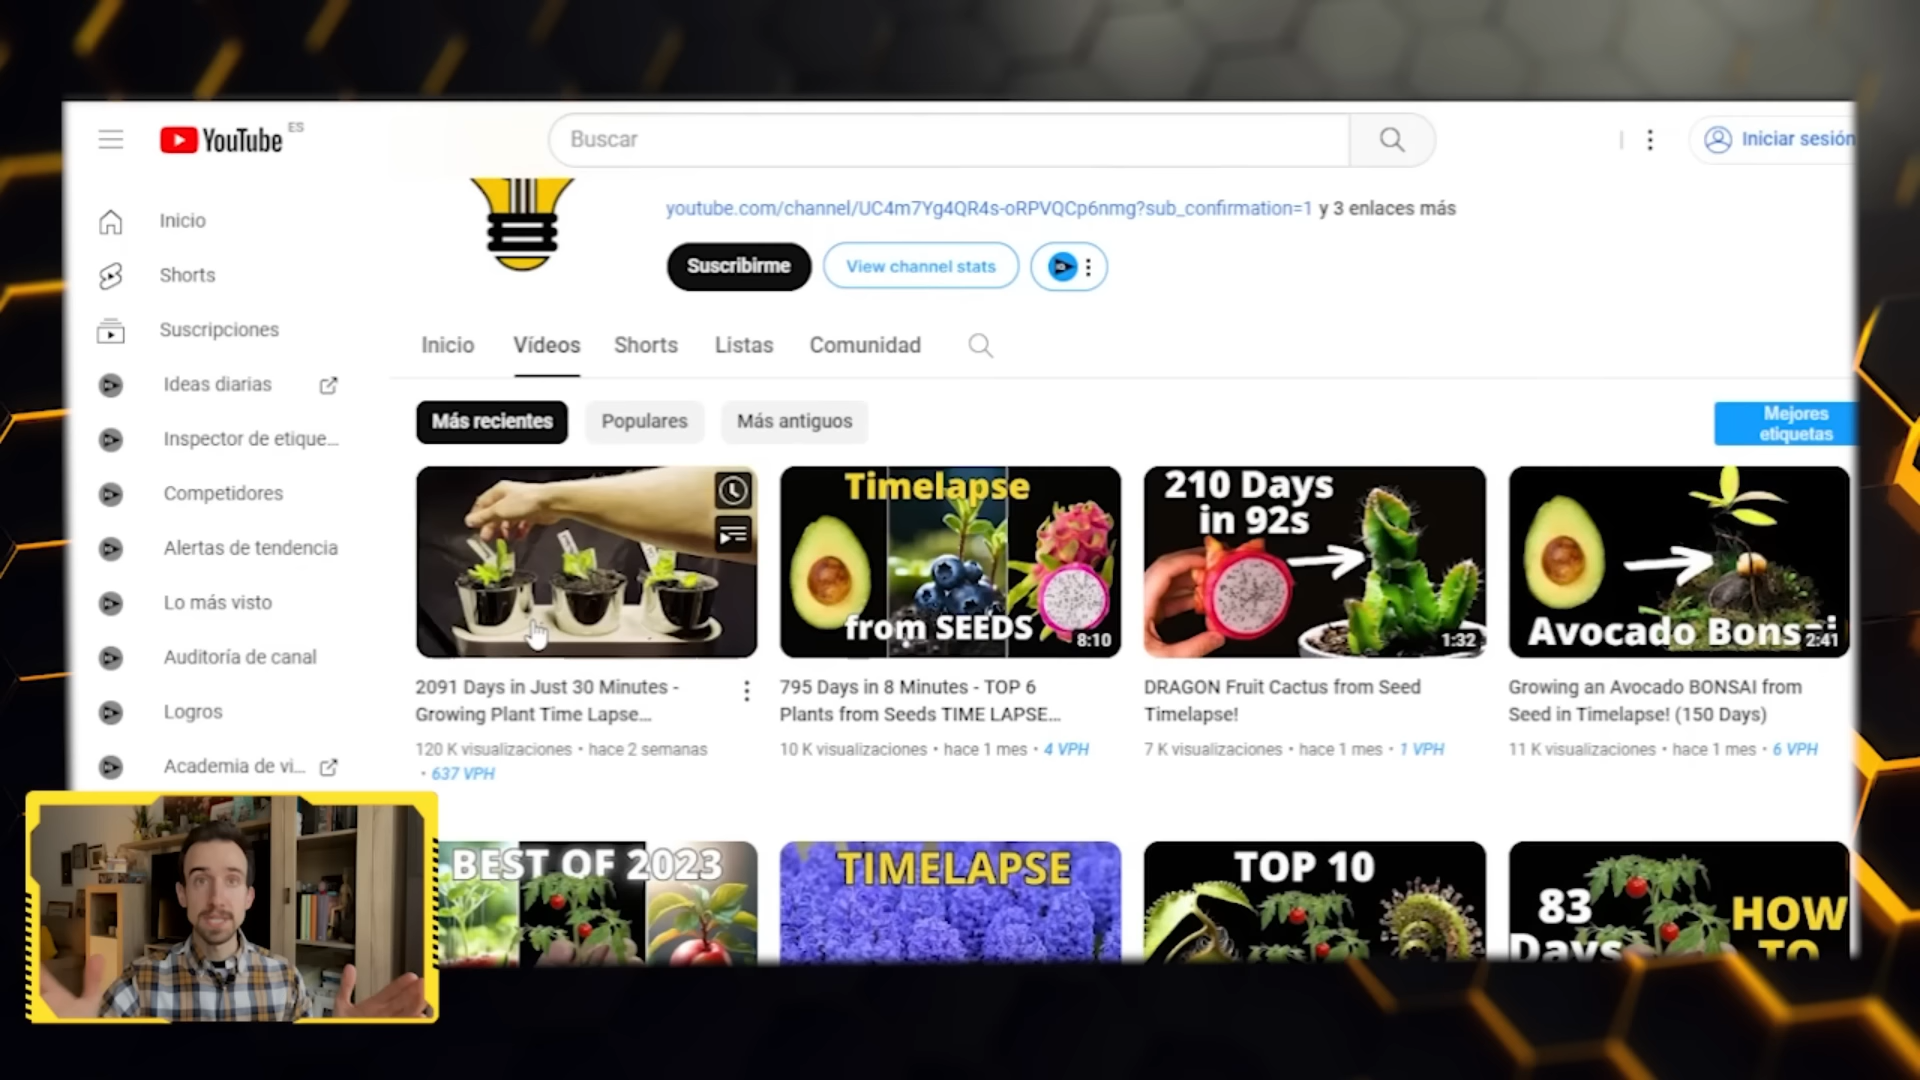 YouTube ES
Buscar
Iniciar sesión
Inicio
Shorts
Suscripciones
Ideas diarias
Inspector de etique...
Competidores
Alertas de tendencia
Lo más visto
Auditoría de canal
Logros
Academia de vi...
youtube.com/channel/UC4m7Yg4QR4s-oRPVQCp6nmg?sub_confirmation=1 y 3 enlaces más
Suscribirme
View channel stats
Inicio
Vídeos
Shorts
Listas
Comunidad
Más recientes
Populares
Más antiguos
Mejores
etiquetas
Timelapse
from SEEDS
8:10
210 Days
in 92s
1:32
Avocado Bonsai
2:41
2091 Days in Just 30 Minutes -
Growing Plant Time Lapse...
120 K visualizaciones • hace 2 semanas
• 637 VPH
795 Days in 8 Minutes - TOP 6
Plants from Seeds TIME LAPSE...
10 K visualizaciones • hace 1 mes • 4 VPH
DRAGON Fruit Cactus from Seed
Timelapse!
7 K visualizaciones • hace 1 mes • 1 VPH
Growing an Avocado BONSAI from
Seed in Timelapse! (150 Days)
11 K visualizaciones • hace 1 mes • 6 VPH
BEST OF 2023
TIMELAPSE
TOP 10
83
Days
HOW
TO